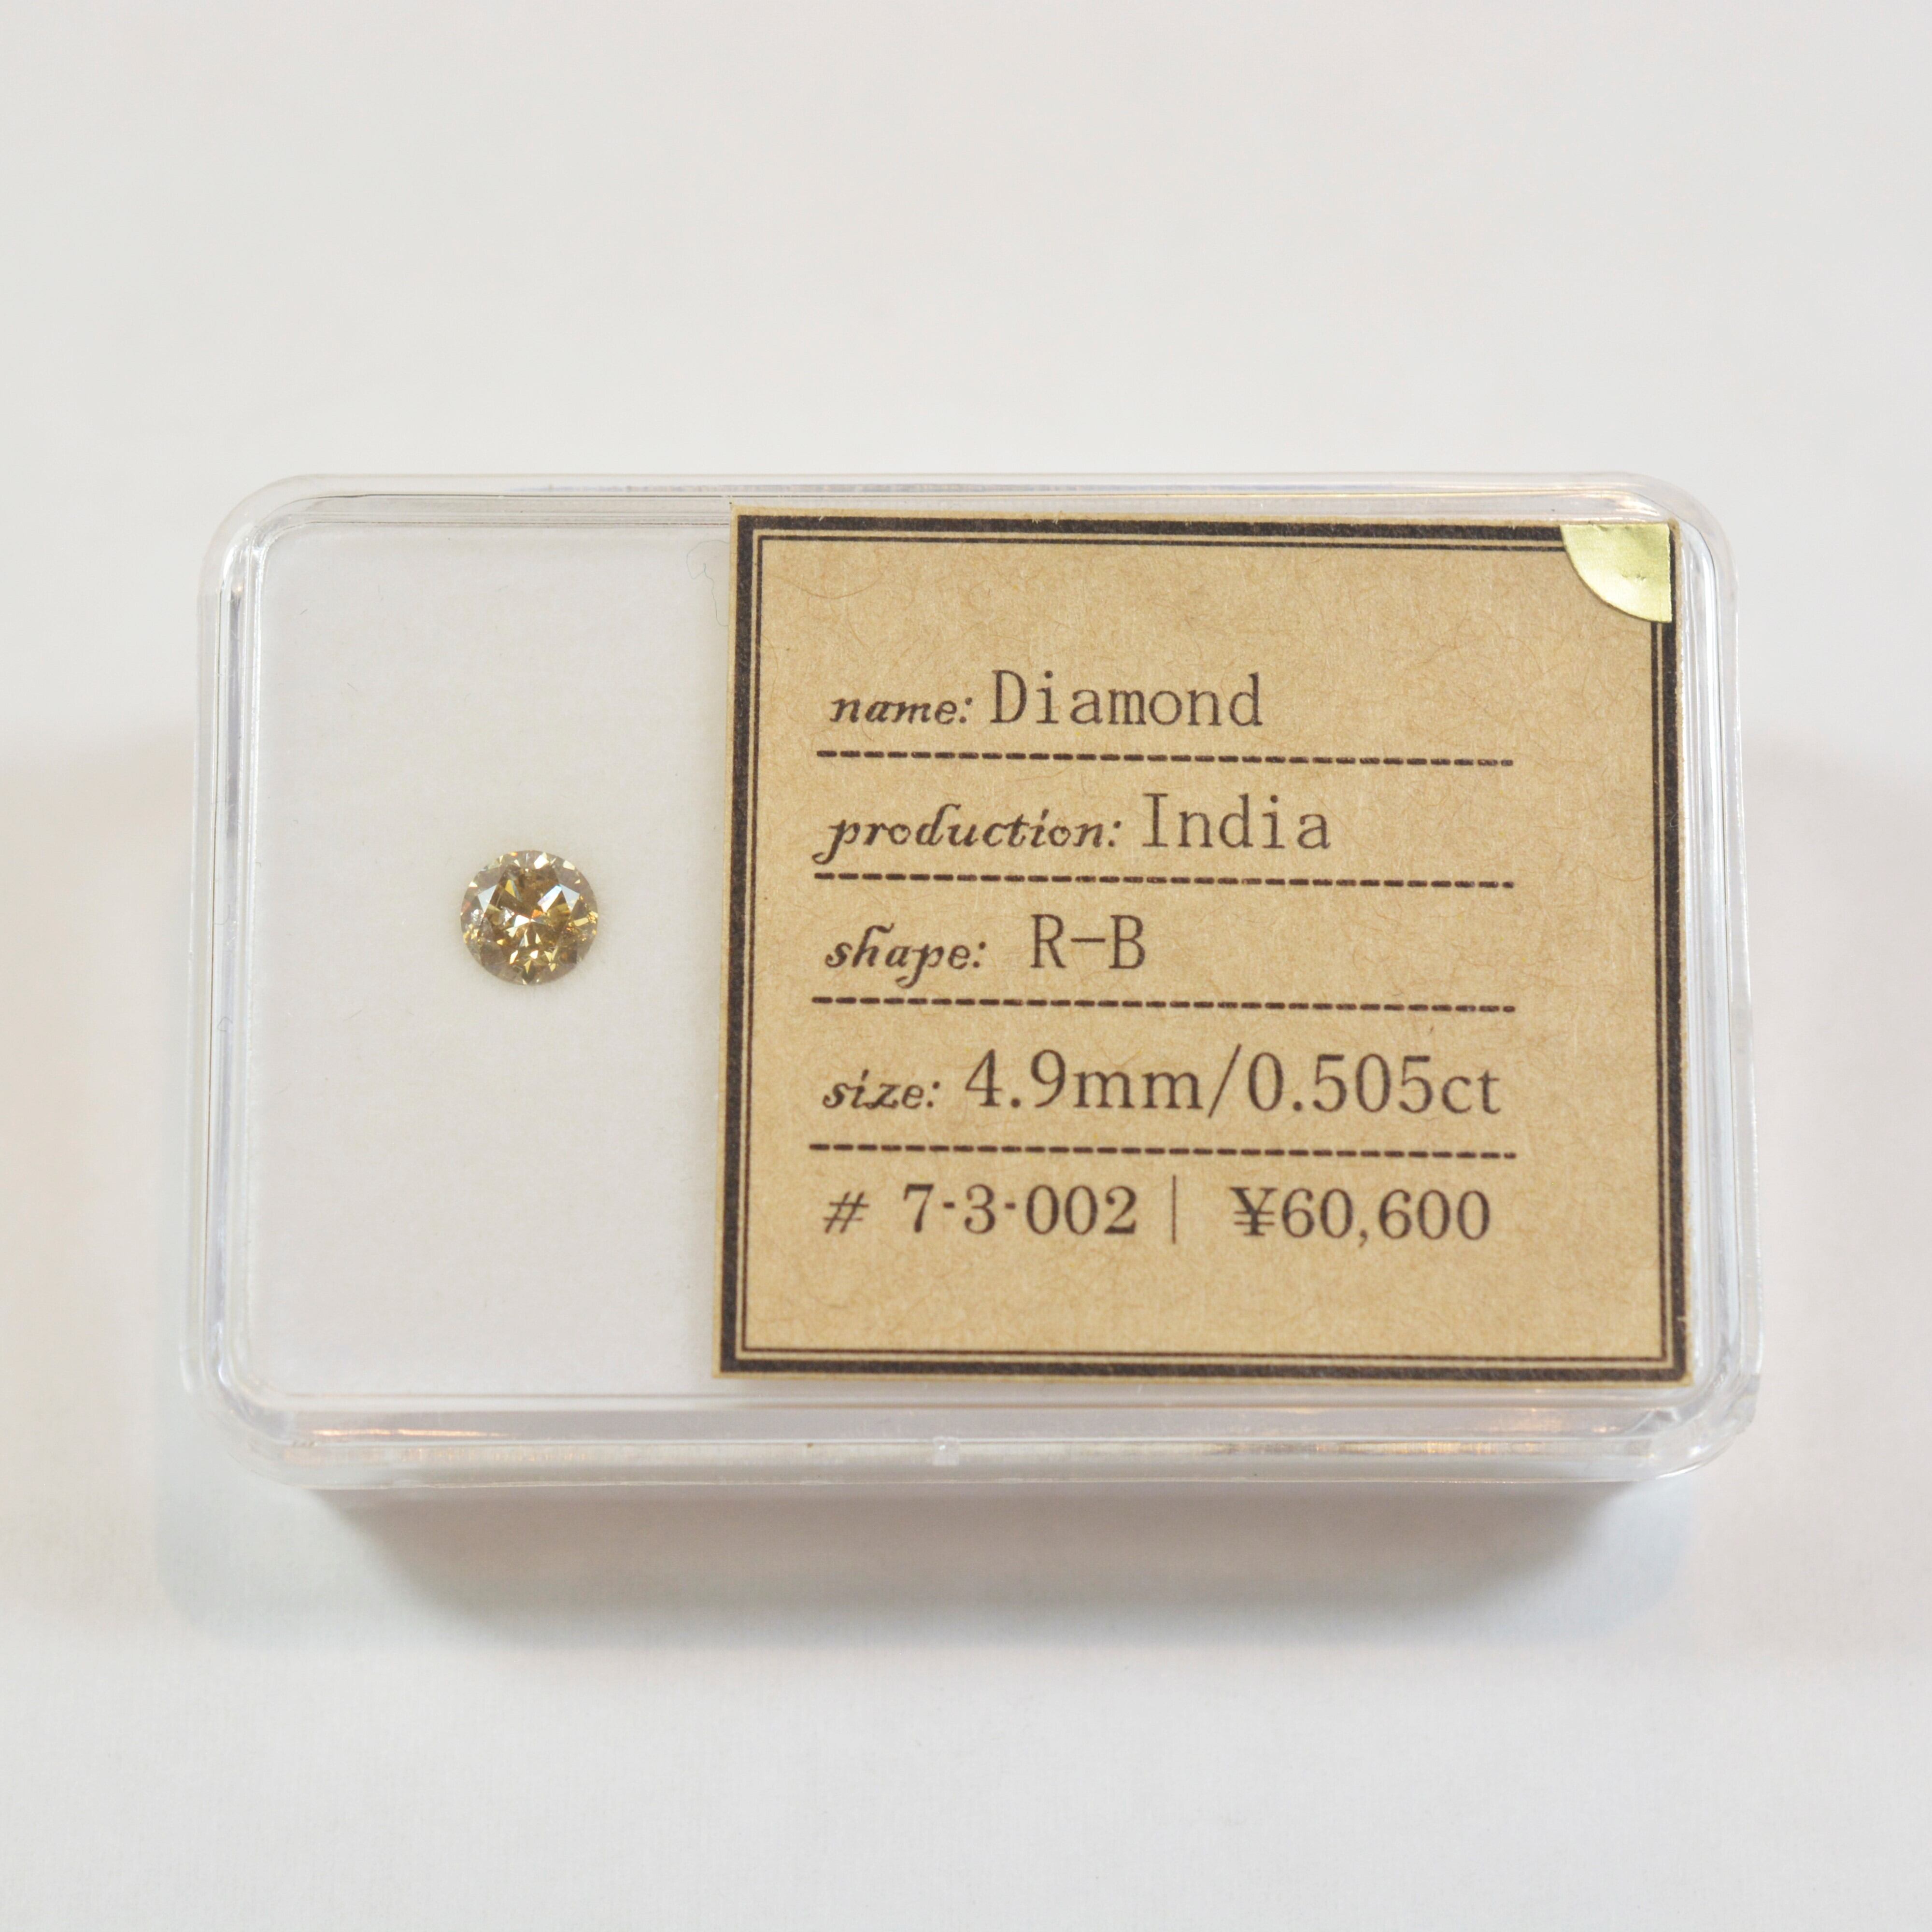 name: Diamond
production: India
shape: R-B
size: 4.9mm/0.505ct
# 7-3-002 | ¥60,600